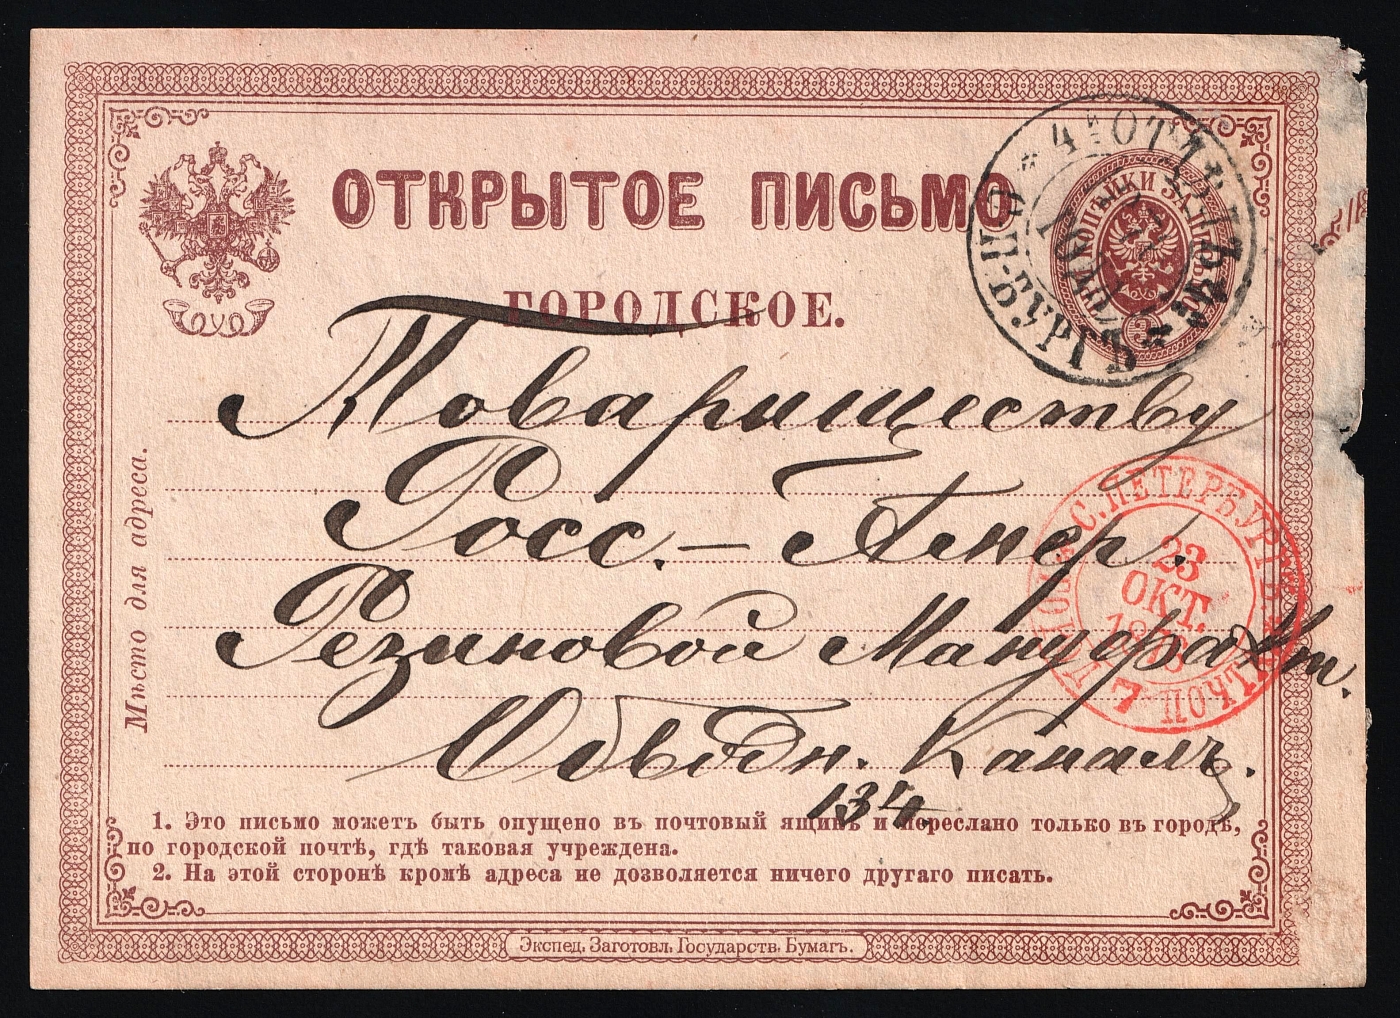 ОТКРЫТОЕ ПИСЬМО
ГОРОДСКОЕ.
Товариществу
Росс. – Амер.
Резиновой Мануфакт.
Обводн. Каналъ.
134
Мѣсто для адреса.
С.ПЕТЕРБУРГЪ
23
ОКТ.
7
1. Это письмо можетъ быть опущено въ почтовый ящикъ и переслано только въ городѣ,
по городской почтѣ, гдѣ таковая учреждена.
2. На этой сторонѣ кромѣ адреса не дозволяется ничего другаго писать.
Экспед. Заготовл. Государств. Бумагъ.